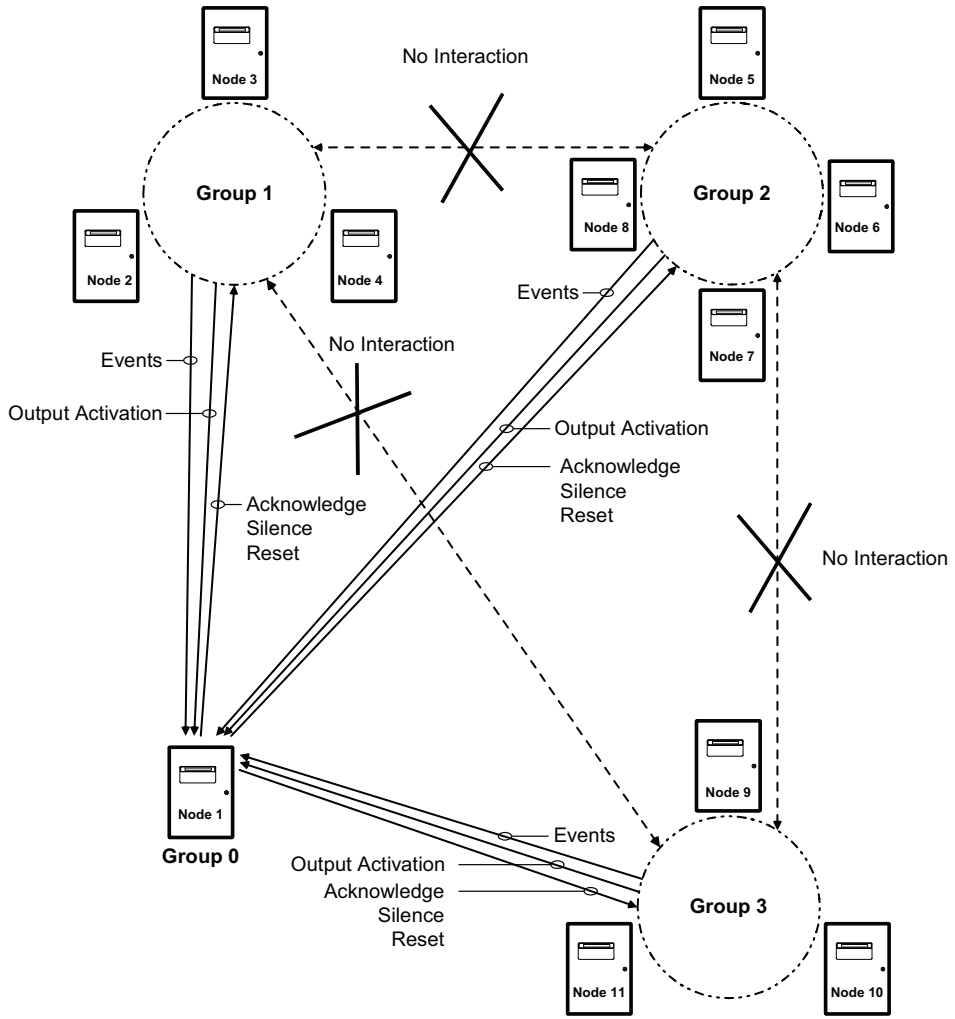 No Interaction
Node 3
Node 5
Group 1
Group 2
Node 2
Node 4
Node 8
Node 6
Node 7
Events
Events
No Interaction
Output Activation
Output Activation
Acknowledge
Silence
Reset
Acknowledge
Silence
Reset
No Interaction
Node 1
Group 0
Node 9
Events
Output Activation
Acknowledge
Silence
Reset
Group 3
Node 11
Node 10